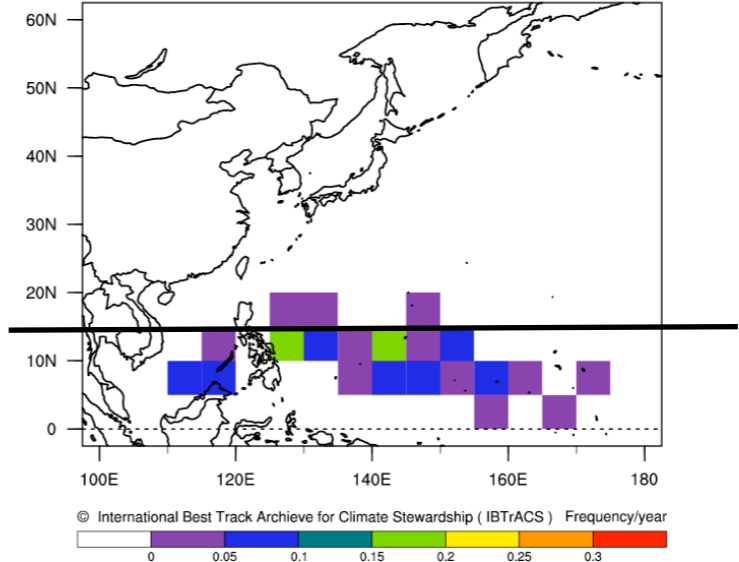 60N
50N
40N
30N
20N
10N
0
100E 120E 140E 160E 180
© International Best Track Archieve for Climate Stewardship ( IBTrACS ) Frequency/year
0 0.05 0.1 0.15 0.2 0.25 0.3